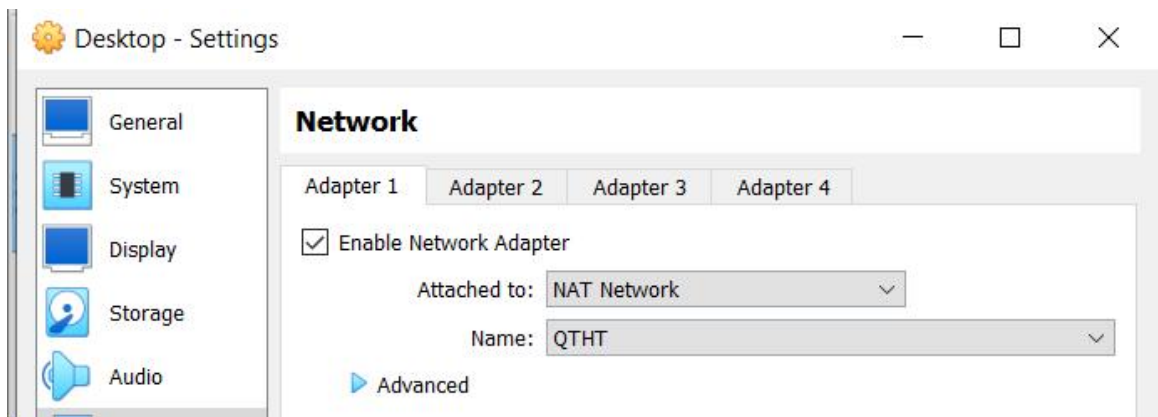 Desktop - Settings
General
System
Display
Storage
Audio
Network
Adapter 1 Adapter 2 Adapter 3 Adapter 4
Enable Network Adapter
Attached to: NAT Network
Name: QTHT
Advanced